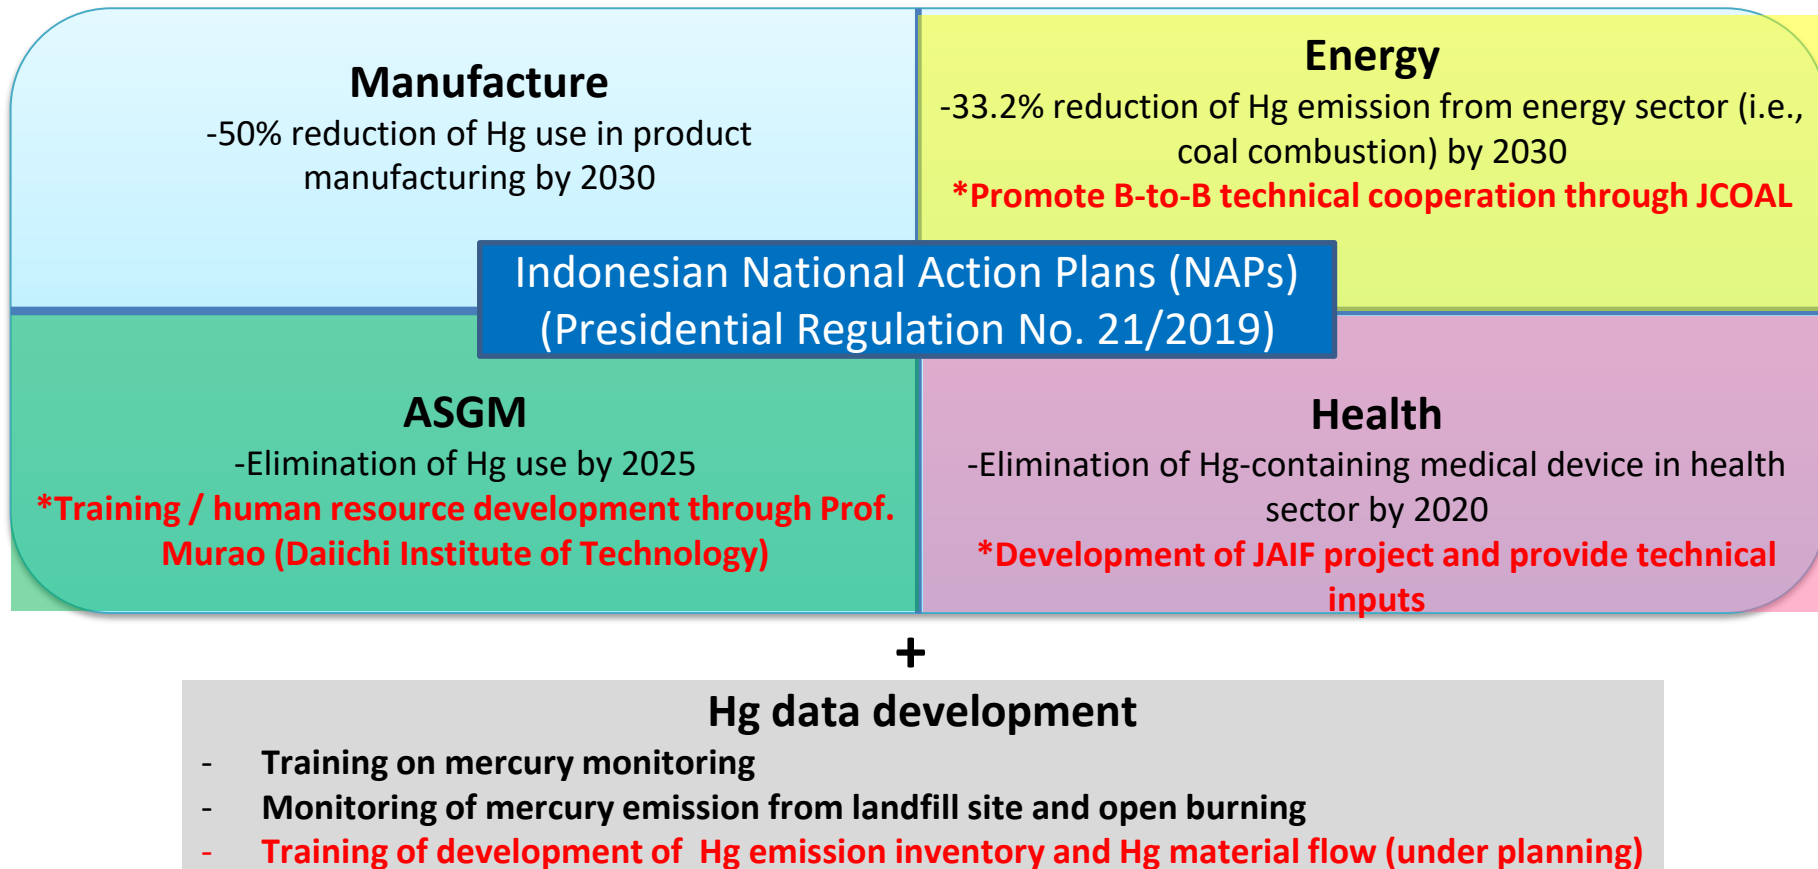 Manufacture
-50% reduction of Hg use in product
manufacturing by 2030
Energy
-33.2% reduction of Hg emission from energy sector (i.e.,
coal combustion) by 2030
*Promote B-to-B technical cooperation through JCOAL
Indonesian National Action Plans (NAPs)
(Presidential Regulation No. 21/2019)
ASGM
-Elimination of Hg use by 2025
*Training / human resource development through Prof.
Murao (Daiichi Institute of Technology)
Health
-Elimination of Hg-containing medical device in health
sector by 2020
*Development of JAIF project and provide technical
inputs
+
Hg data development
- Training on mercury monitoring
- Monitoring of mercury emission from landfill site and open burning
- Training of development of Hg emission inventory and Hg material flow (under planning)